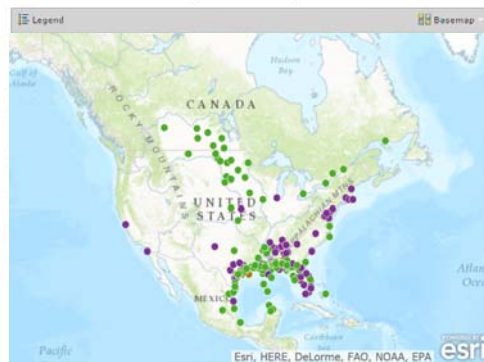 Legend
Basemap
Hudson
Bay
CANADA
ROCKY MOUNTAINS
UNITED
STATES
APPALACHIAN MTNS
MEXICO
Gulf of
Alaska
Atlan
Ocea
Caribbean
Pacific
Esri, HERE, DeLorme, FAO, NOAA, EPA
esri